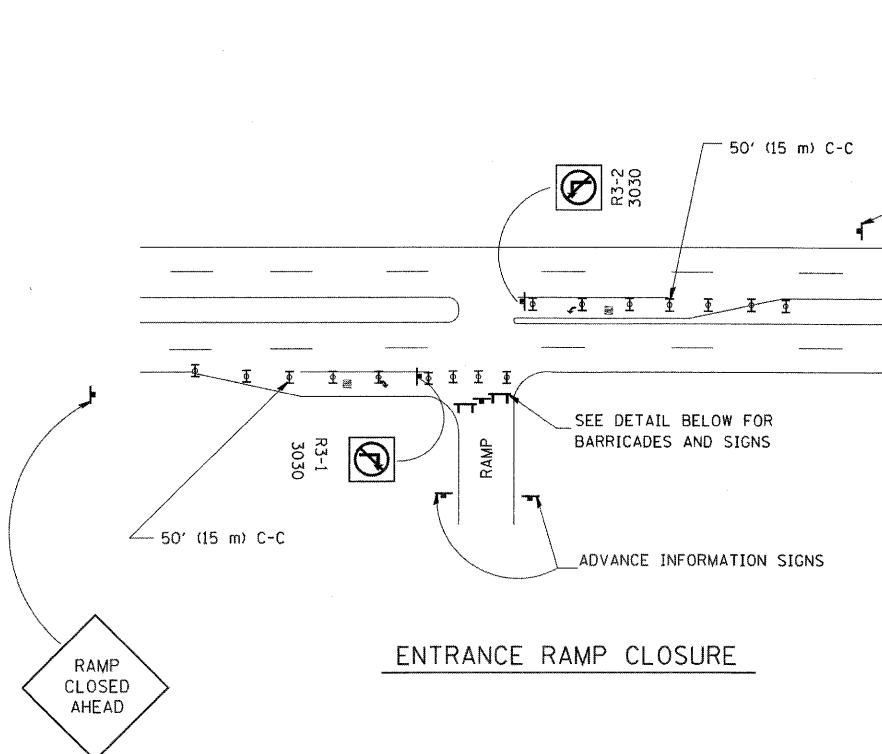 50' (15 m) C-C
R3-2
3030
R3-1
3030
RAMP
SEE DETAIL BELOW FOR
BARRICADES AND SIGNS
50' (15 m) C-C
ADVANCE INFORMATION SIGNS
RAMP
CLOSED
AHEAD
ENTRANCE RAMP CLOSURE